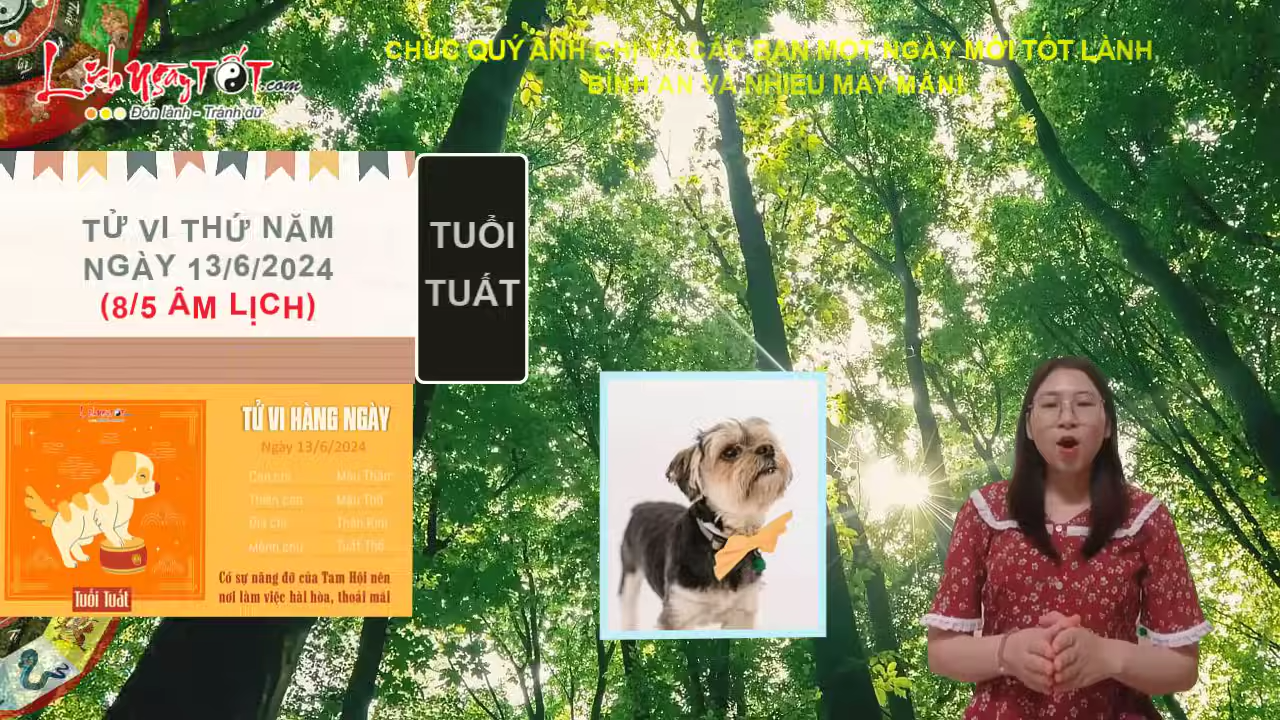 LịchNgàyTỐT.com
Đón lành - Tránh dữ
CHÚC QUÝ ANH CHỊ VÀ CÁC BẠN MỘT NGÀY MỚI TỐT LÀNH
BÌNH AN VÀ NHIỀU MAY MẮN!
TỬ VI THỨ NĂM
NGÀY 13/6/2024
(8/5 ÂM LỊCH)
TUỔI
TUẤT
TỬ VI HÀNG NGÀY
Ngày 13/6/2024
Can chi Mậu Thân
Thiên can Mậu Thổ
Địa chi Thân Kim
Mệnh chủ Tuất Thổ
Có sự nâng đỡ của Tam Hội nên
nơi làm việc hài hòa, thoải mái
Tuổi Tuất